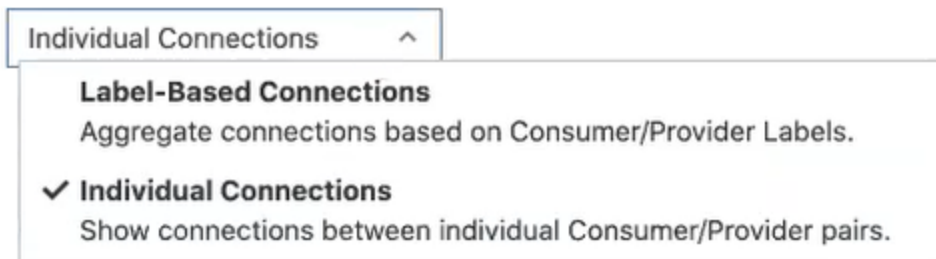 Individual Connections
Label-Based Connections
Aggregate connections based on Consumer/Provider Labels.
Individual Connections
Show connections between individual Consumer/Provider pairs.